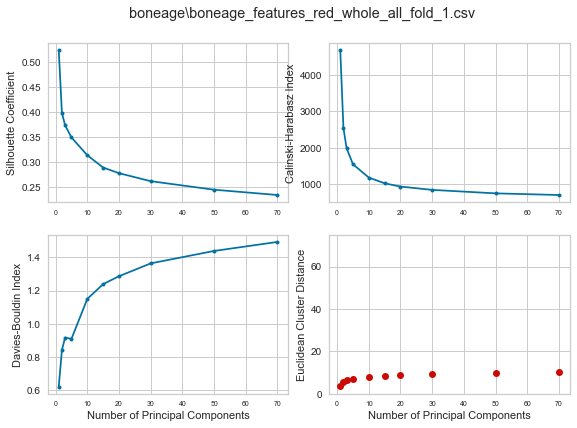 boneage\boneage_features_red_whole_all_fold_1.csv
Silhouette Coefficient
0.50
0.45
0.40
0.35
0.30
0.25
0 10 20 30 40 50 60 70
Calinski-Harabasz Index
4000
3000
2000
1000
0 10 20 30 40 50 60 70
Davies-Bouldin Index
1.4
1.2
1.0
0.8
0.6
0 10 20 30 40 50 60 70
Number of Principal Components
Euclidean Cluster Distance
60
40
20
0
0 10 20 30 40 50 60 70
Number of Principal Components